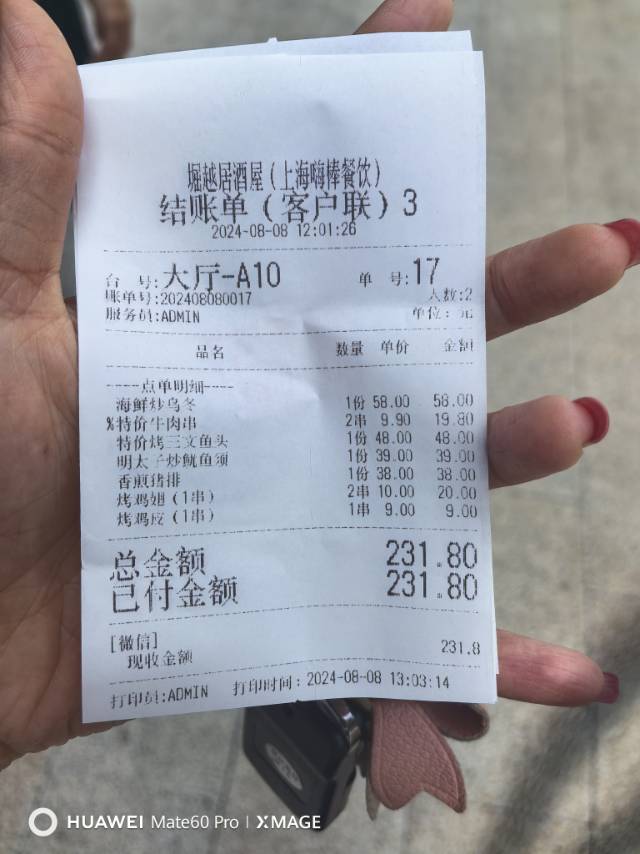 堀越居酒屋(上海嗨棒餐饮)
结账单(客户联)3
2024-08-08 12:01:26
台 号:大厅-A10 单 号:17
账单号:202408080017 人数:2
服务员:ADMIN 单位: 元
品名 数量 单价 金额
-----点单明细----
海鲜炒乌冬 1份 58.00 58.00
%特价牛肉串 2串 9.90 19.80
特价烤三文鱼头 1份 48.00 48.00
明太子炒鱿鱼须 1份 39.00 39.00
香煎猪排 1份 38.00 38.00
烤鸡翅(1串) 2串 10.00 20.00
烤鸡皮(1串) 1串 9.00 9.00
总金额 231.80
已付金额 231.80
[微信]
现收金额 231.8
打印员:ADMIN 打印时间: 2024-08-08 13:03:14
HUAWEI Mate60 Pro | XMAGE